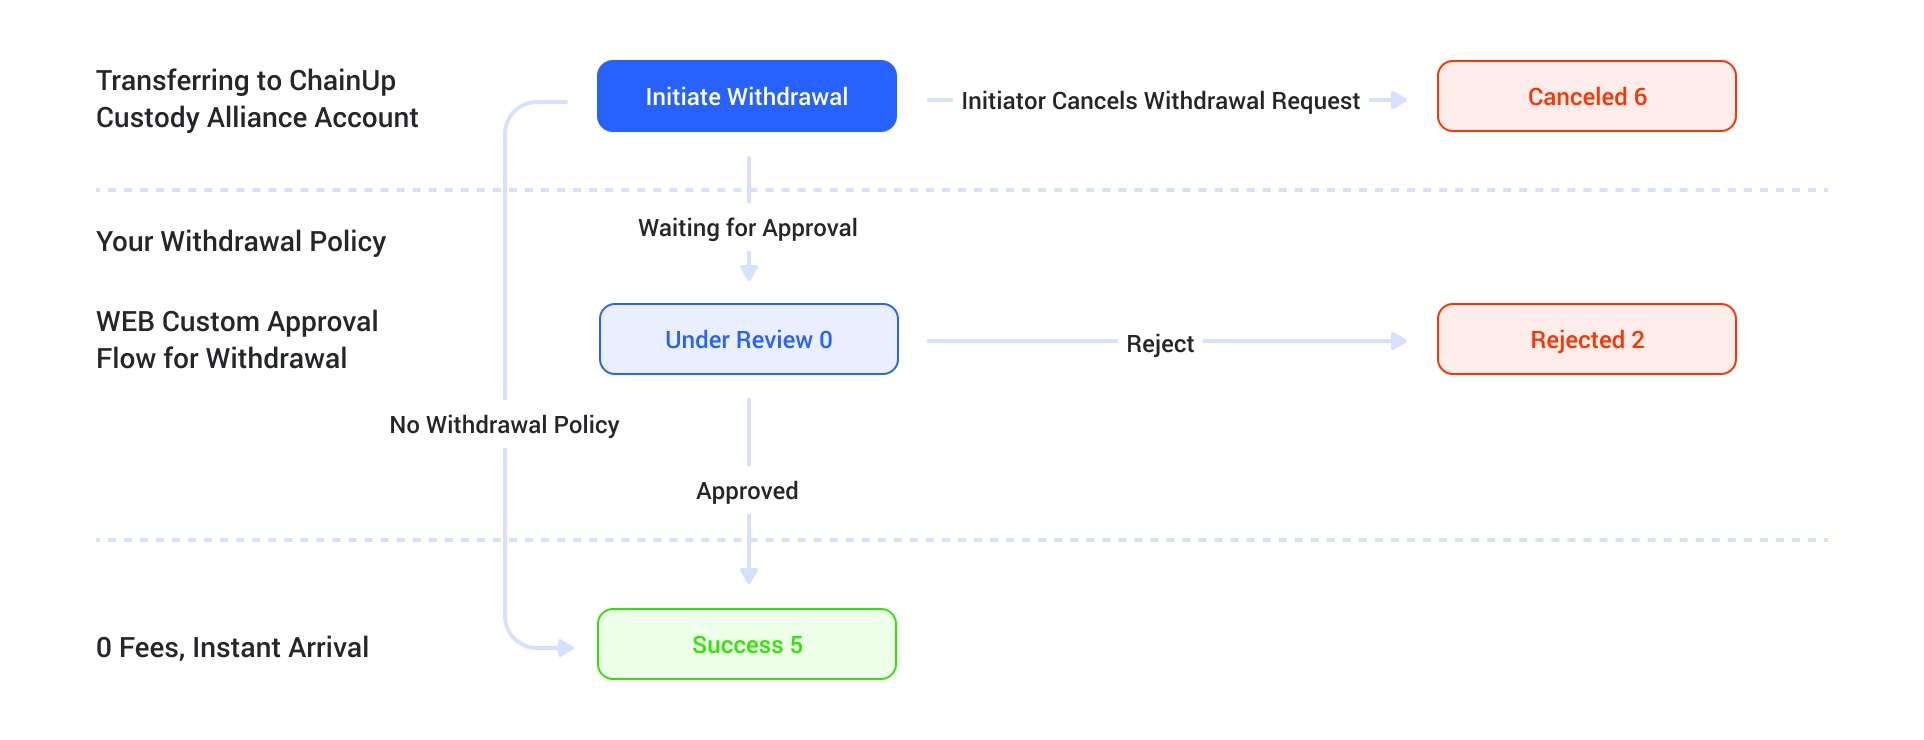 Transferring to ChainUp
Custody Alliance Account
Initiate Withdrawal
Initiator Cancels Withdrawal Request
Canceled 6
Your Withdrawal Policy
Waiting for Approval
WEB Custom Approval
Flow for Withdrawal
Under Review 0
Reject
Rejected 2
No Withdrawal Policy
Approved
0 Fees, Instant Arrival
Success 5